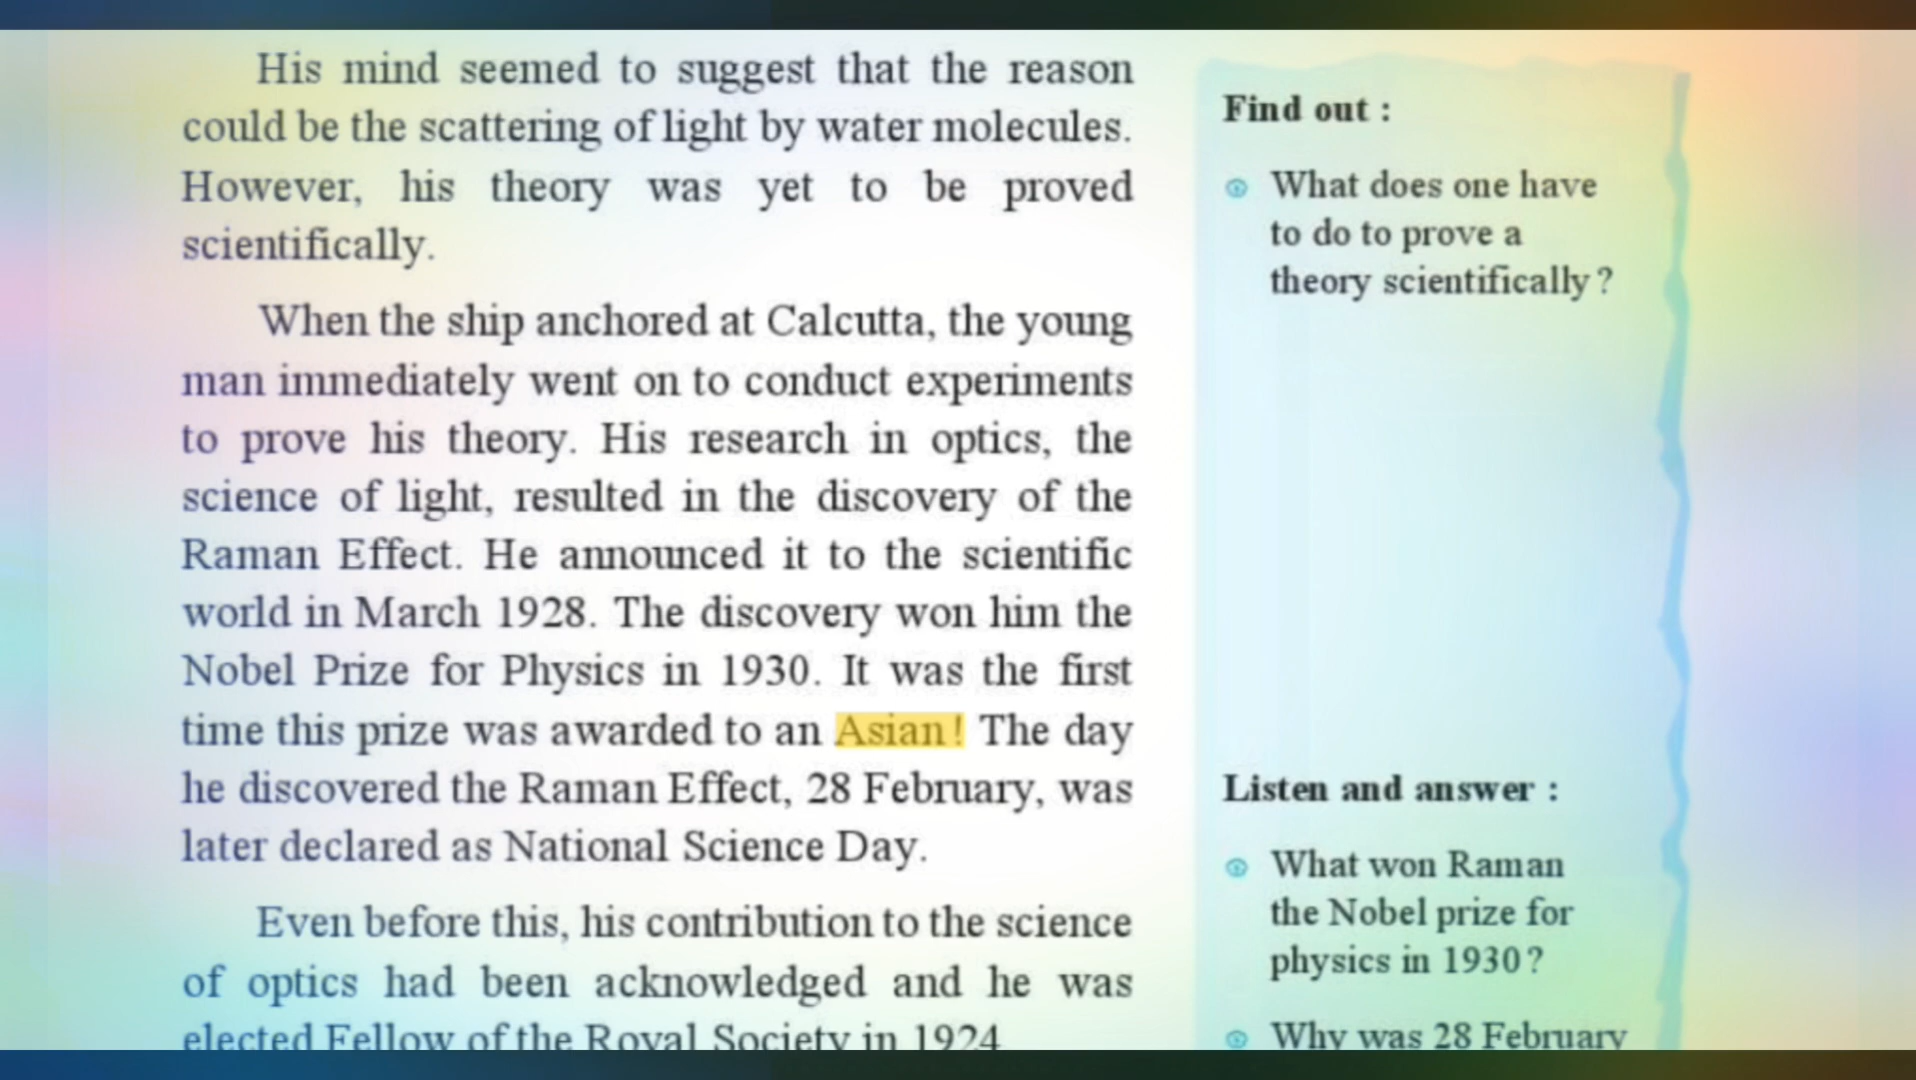 His mind seemed to suggest that the reason
could be the scattering of light by water molecules.
However, his theory was yet to be proved
scientifically.
When the ship anchored at Calcutta, the young
man immediately went on to conduct experiments
to prove his theory. His research in optics, the
science of light, resulted in the discovery of the
Raman Effect. He announced it to the scientific
world in March 1928. The discovery won him the
Nobel Prize for Physics in 1930. It was the first
time this prize was awarded to an Asian! The day
he discovered the Raman Effect, 28 February, was
later declared as National Science Day.
Even before this, his contribution to the science
of optics had been acknowledged and he was
elected Fellow of the Royal Society in 1924
Find out :
What does one have
to do to prove a
theory scientifically?
Listen and answer :
What won Raman
the Nobel prize for
physics in 1930?
Why was 28 February